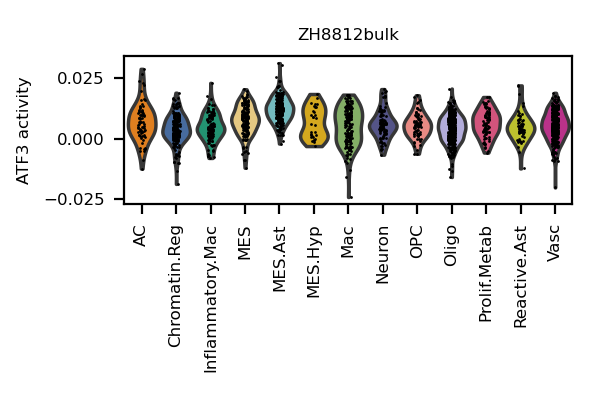 ZH8812bulk
ATF3 activity
0.025
0.000
−0.025
AC
Chromatin.Reg
Inflammatory.Mac
MES
MES.Ast
MES.Hyp
Mac
Neuron
OPC
Oligo
Prolif.Metab
Reactive.Ast
Vasc